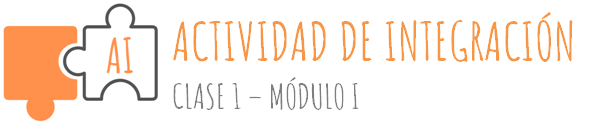 AI
ACTIVIDAD DE INTEGRACIÓN
CLASE 1 – MÓDULO I